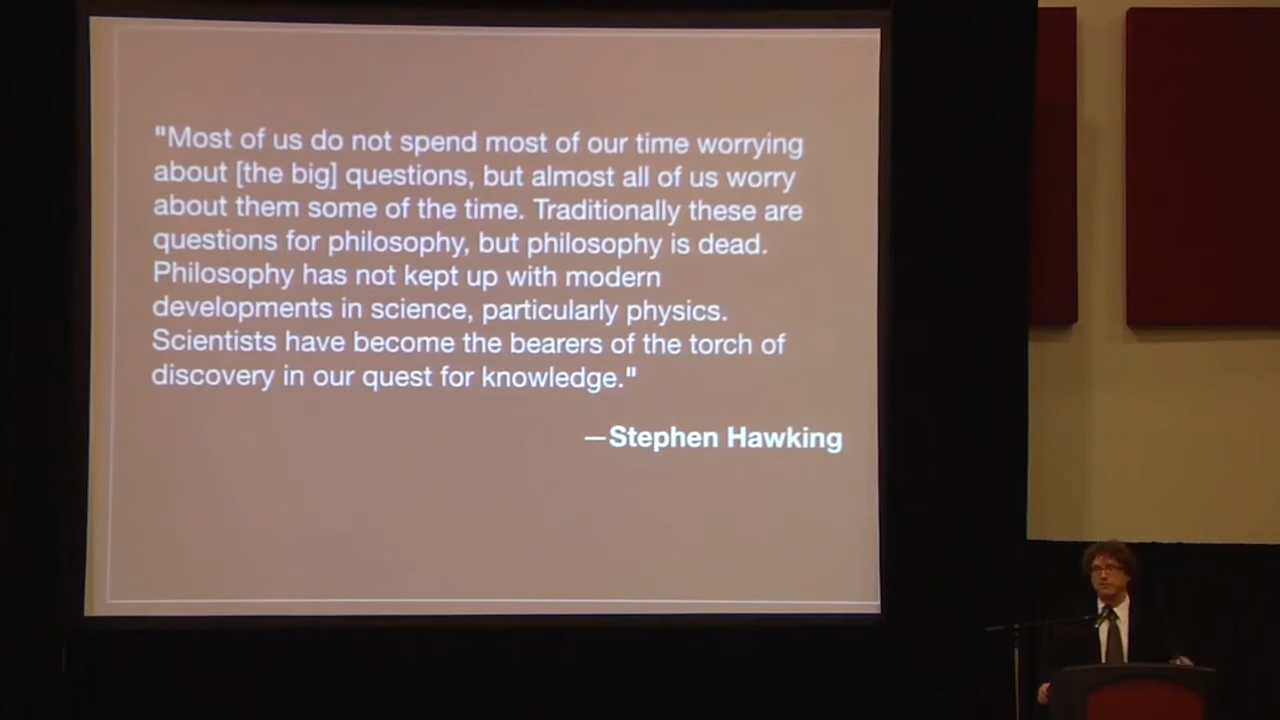 "Most of us do not spend most of our time worrying
about [the big] questions, but almost all of us worry
about them some of the time. Traditionally these are
questions for philosophy, but philosophy is dead.
Philosophy has not kept up with modern
developments in science, particularly physics.
Scientists have become the bearers of the torch of
discovery in our quest for knowledge."
—Stephen Hawking